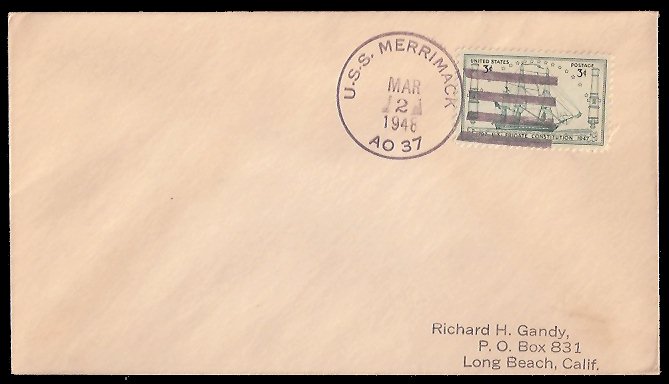 U.S.S. MERRIMACK
MAR
2
1948
AO 37
UNITED STATES POSTAGE
3¢ 3¢
FRIGATE CONSTITUTION 1947
Richard H. Gandy,
P. O. Box 831
Long Beach, Calif.